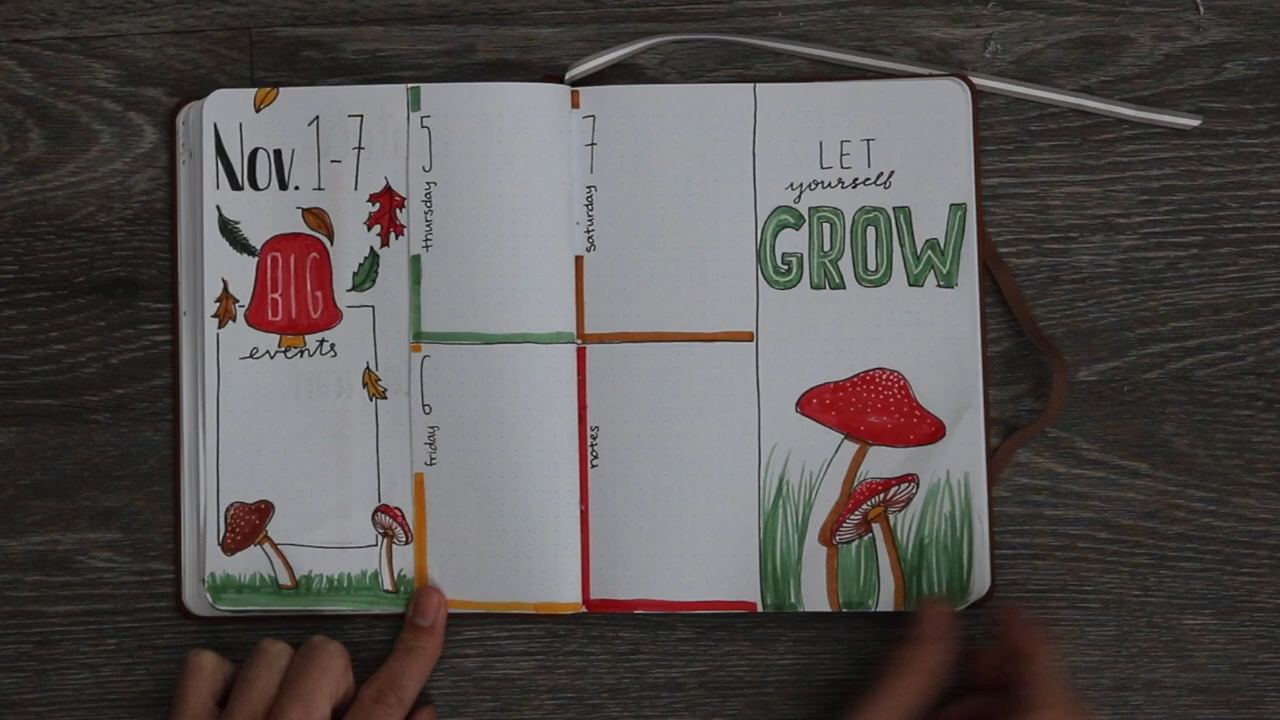 Nov. 1-7
BIG
events
5
thursday
6
friday
7
saturday
notes
LET
yourself
GROW